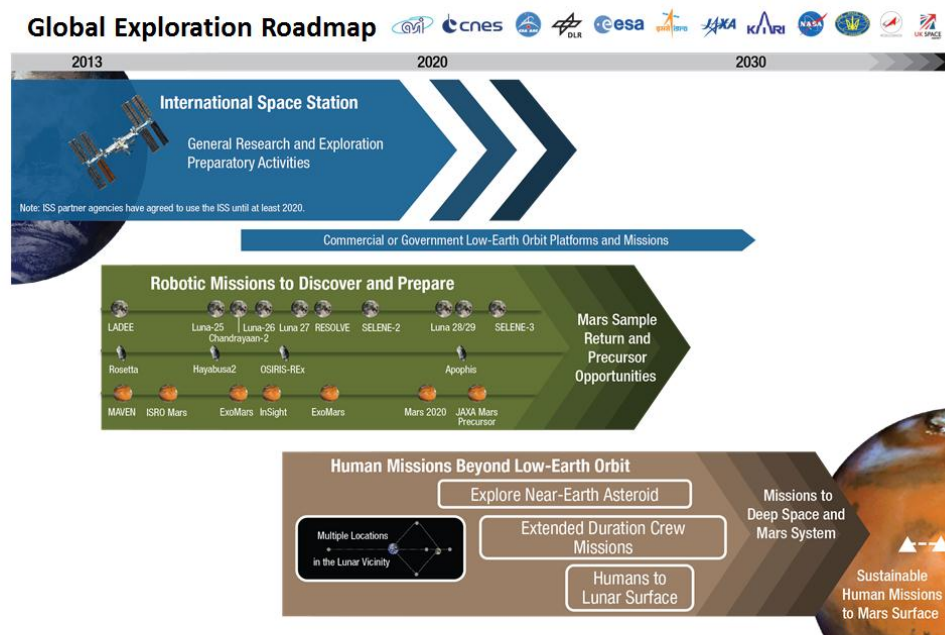 Global Exploration Roadmap
asi cnes DLR esa isro JAXA KARI NASA UK SPACE
2013 2020 2030
International Space Station
General Research and Exploration
Preparatory Activities
Note: ISS partner agencies have agreed to use the ISS until at least 2020.
Commercial or Government Low-Earth Orbit Platforms and Missions
Robotic Missions to Discover and Prepare
LADEE Luna-25 Luna-26 Luna 27 RESOLVE SELENE-2 Luna 28/29 SELENE-3
Chandrayaan-2
Rosetta Hayabusa2 OSIRIS-REx Apophis
MAVEN ISRO Mars ExoMars InSight ExoMars Mars 2020 JAXA Mars
Precursor
Mars Sample
Return and
Precursor
Opportunities
Human Missions Beyond Low-Earth Orbit
Explore Near-Earth Asteroid
Multiple Locations
in the Lunar Vicinity
Extended Duration Crew
Missions
Humans to
Lunar Surface
Missions to
Deep Space and
Mars System
Sustainable
Human Missions
to Mars Surface